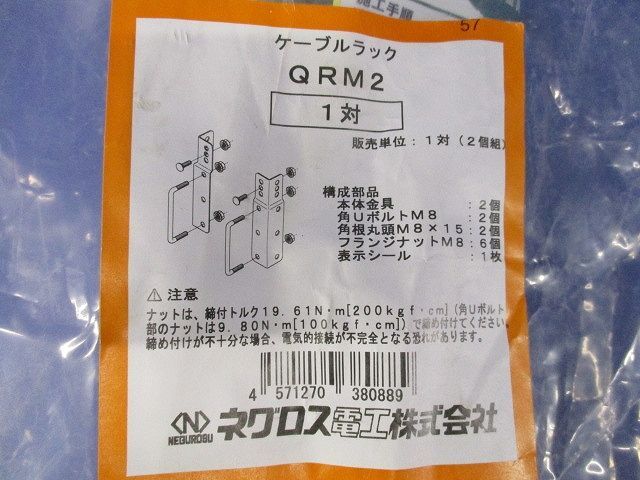 施工手順
57
ケーブルラック
QRM2
1対
販売単位：1対（2個組）
構成部品
本体金具 ：2個
角UボルトM8 ：2個
角根丸頭M8×15：2個
フランジナットM8：6個
表示シール ：1枚
⚠ 注意
ナットは、締付トルク19.61N・m[200kgf・cm]（角Uボルト
部のナットは9.80N・m[100kgf・cm]）で締め付けてください。
締め付けが不十分な場合、電気的接続が不完全となる恐れがあります。
4 571270 380889
NEGUROSU ネグロス電工株式会社